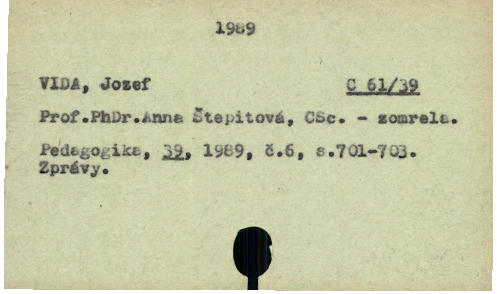 1989
VIDA, Jozef C 61/39
Prof.PhDr.Anna Štepitová, CSc. - zomrela.
Pedagogika, 39, 1989, č.6, s.701-703.
Zprávy.